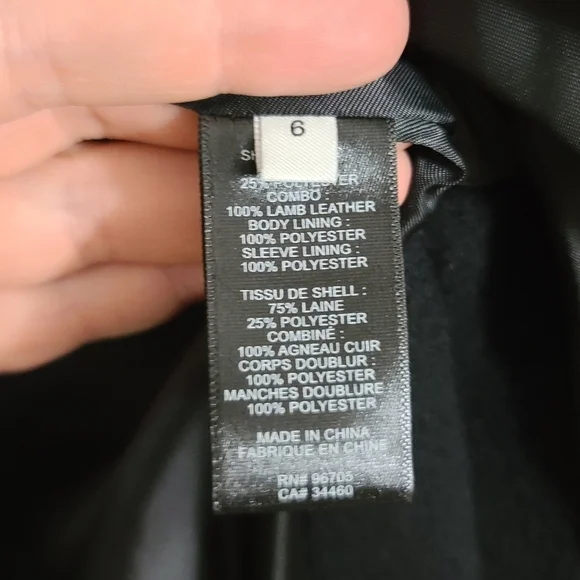 6
SH
25% POLYESTER
COMBO :
100% LAMB LEATHER
BODY LINING :
100% POLYESTER
SLEEVE LINING :
100% POLYESTER
TISSU DE SHELL :
75% LAINE
25% POLYESTER
COMBINÉ :
100% AGNEAU CUIR
CORPS DOUBLUR :
100% POLYESTER
MANCHES DOUBLURE
100% POLYESTER
MADE IN CHINA
FABRIQUE EN CHINE
RN# 96705
CA# 34460